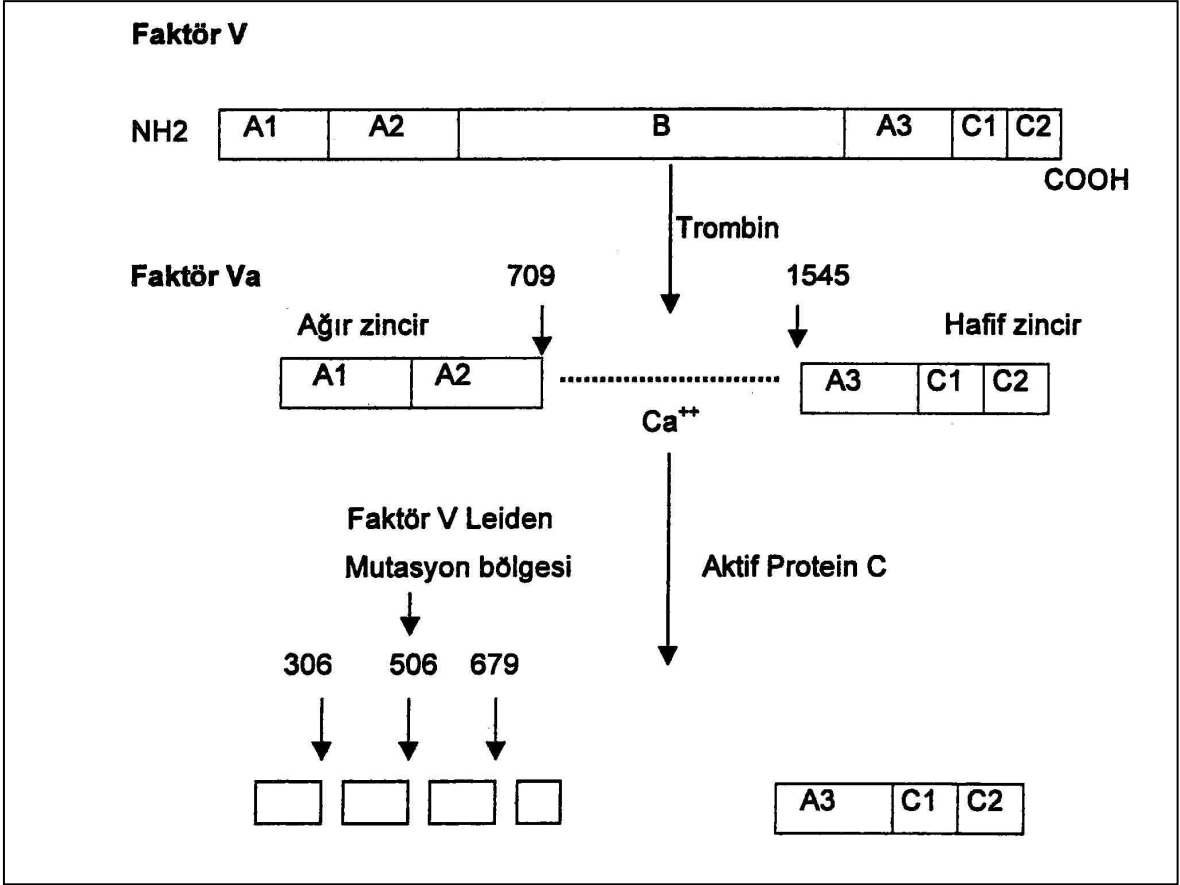 Faktör V
NH2 A1 A2 B A3 C1 C2
COOH
Trombin
Faktör Va 709 1545
Ağır zincir Hafif zincir
A1 A2 A3 C1 C2
Ca++
Faktör V Leiden
Mutasyon bölgesi Aktif Protein C
306 506 679
A3 C1 C2